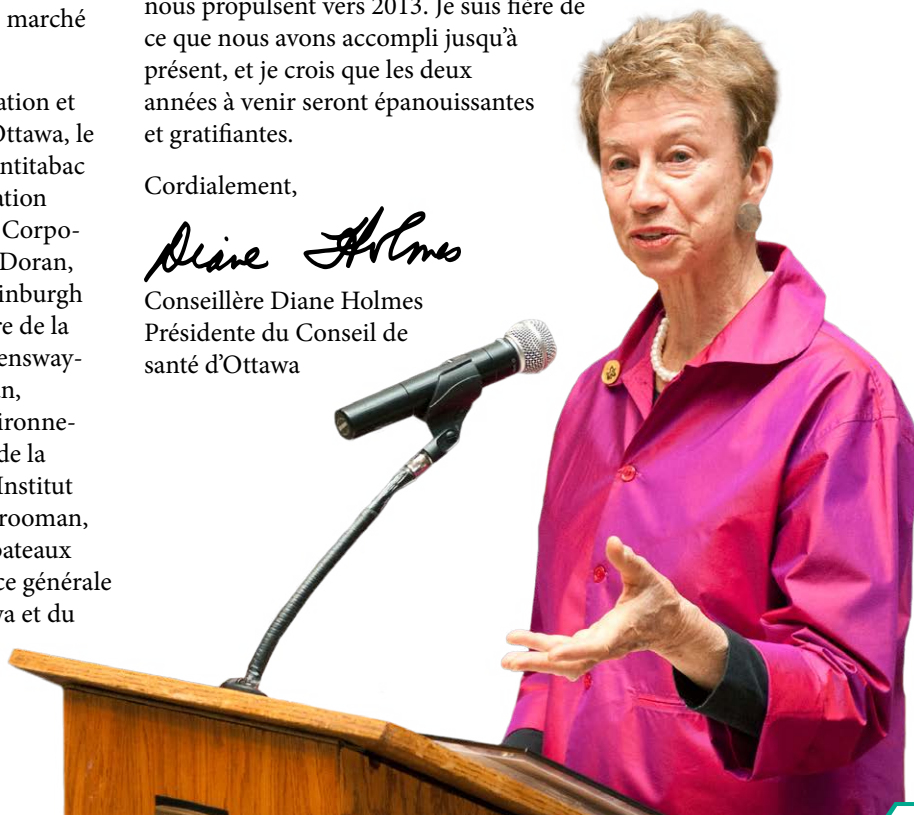 marché
ation et
Ottawa, le
ntitabac
ation
Corpo-
Doran,
inburgh
re de la
ensway-
n,
ironne-
de la
Institut
rooman,
ateaux
ce générale
va et du
nous propulsent vers 2013. Je suis fière de
ce que nous avons accompli jusqu'à
présent, et je crois que les deux
années à venir seront épanouissantes
et gratifiantes.
Cordialement,
Diane Holmes
Conseillère Diane Holmes
Présidente du Conseil de
santé d'Ottawa